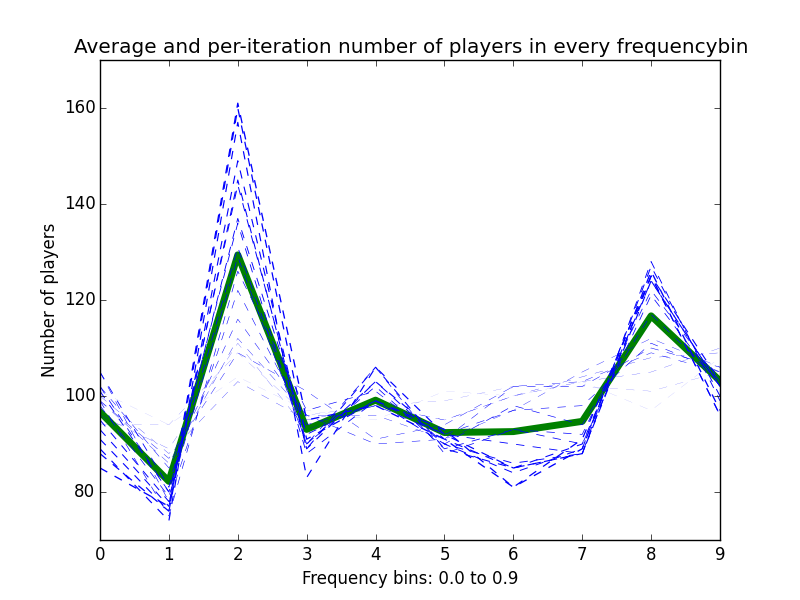 Average and per-iteration number of players in every frequencybin
160
140
120
100
80
Number of players
0 1 2 3 4 5 6 7 8 9
Frequency bins: 0.0 to 0.9